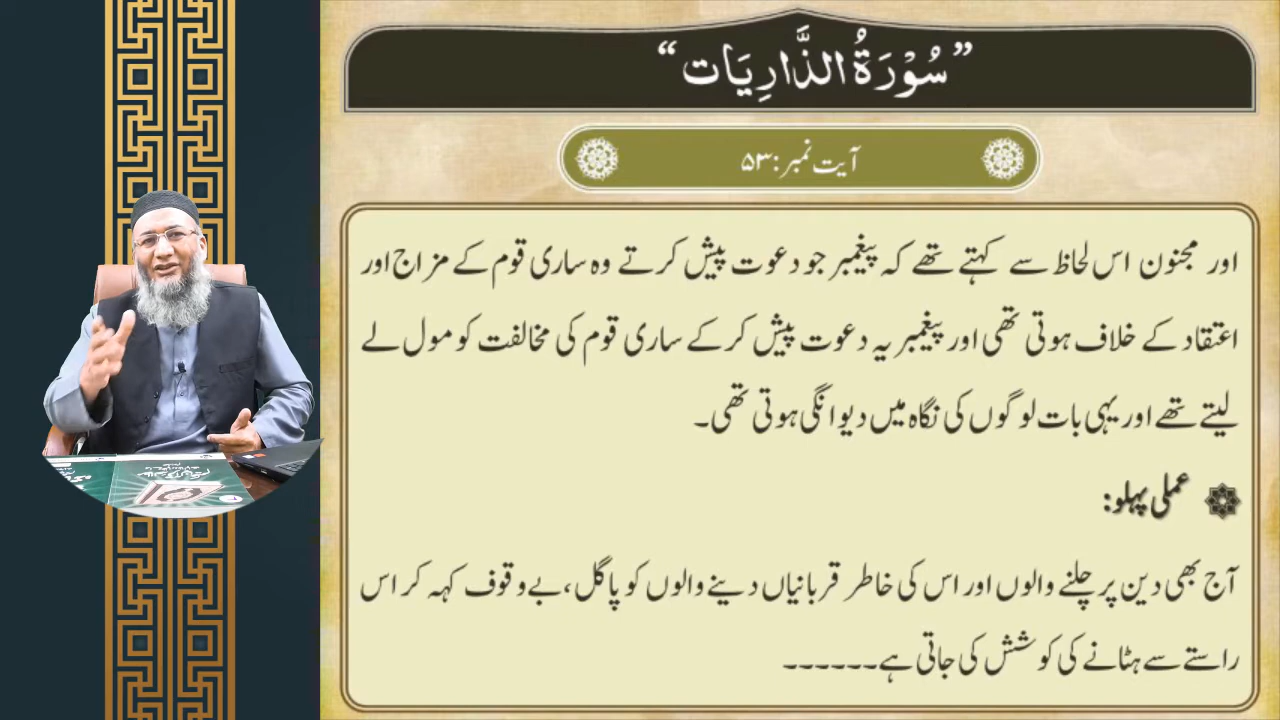 ”سُوْرَةُ الذَّارِيَات“
آیت نمبر: ۵۳
اور مجنون اس لحاظ سے کہتے تھے کہ پیغمبر جو دعوت پیش کرتے وہ ساری قوم کے مزاج اور
اعتقاد کے خلاف ہوتی تھی اور پیغمبر یہ دعوت پیش کر کے ساری قوم کی مخالفت کو مول لے
لیتے تھے اور یہی بات لوگوں کی نگاہ میں دیوانگی ہوتی تھی۔
عملی پہلو:
آج بھی دین پر چلنے والوں اور اس کی خاطر قربانیاں دینے والوں کو پاگل، بے وقوف کہہ کر اس
راستے سے ہٹانے کی کوشش کی جاتی ہے۔۔۔۔۔۔